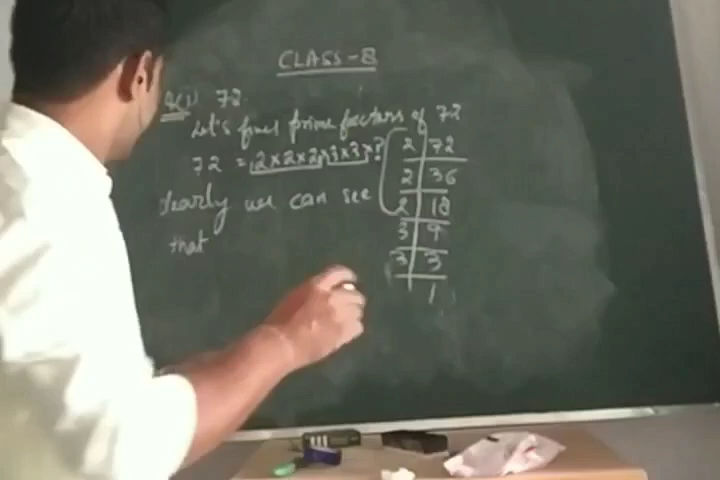 CLASS-8
Q(1) 72.
Let's find prime factors of 72
72 = 2×2×2×3×3×?
clearly we can see
that
2 72
2 36
2 18
3 9
3 3
1